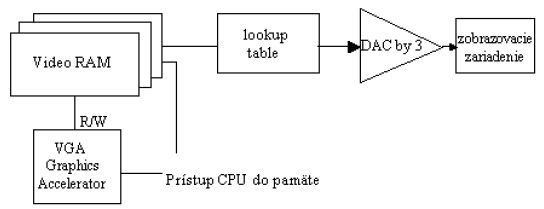 Video RAM
lookup
table
DAC by 3
zobrazovacie
zariadenie
R/W
VGA
Graphics
Accelerator
Prístup CPU do pamäte